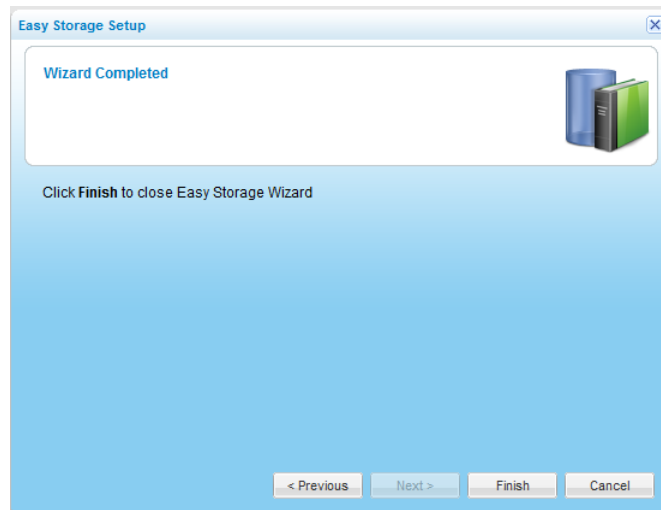 Easy Storage Setup
Wizard Completed
Click Finish to close Easy Storage Wizard
< Previous
Next >
Finish
Cancel